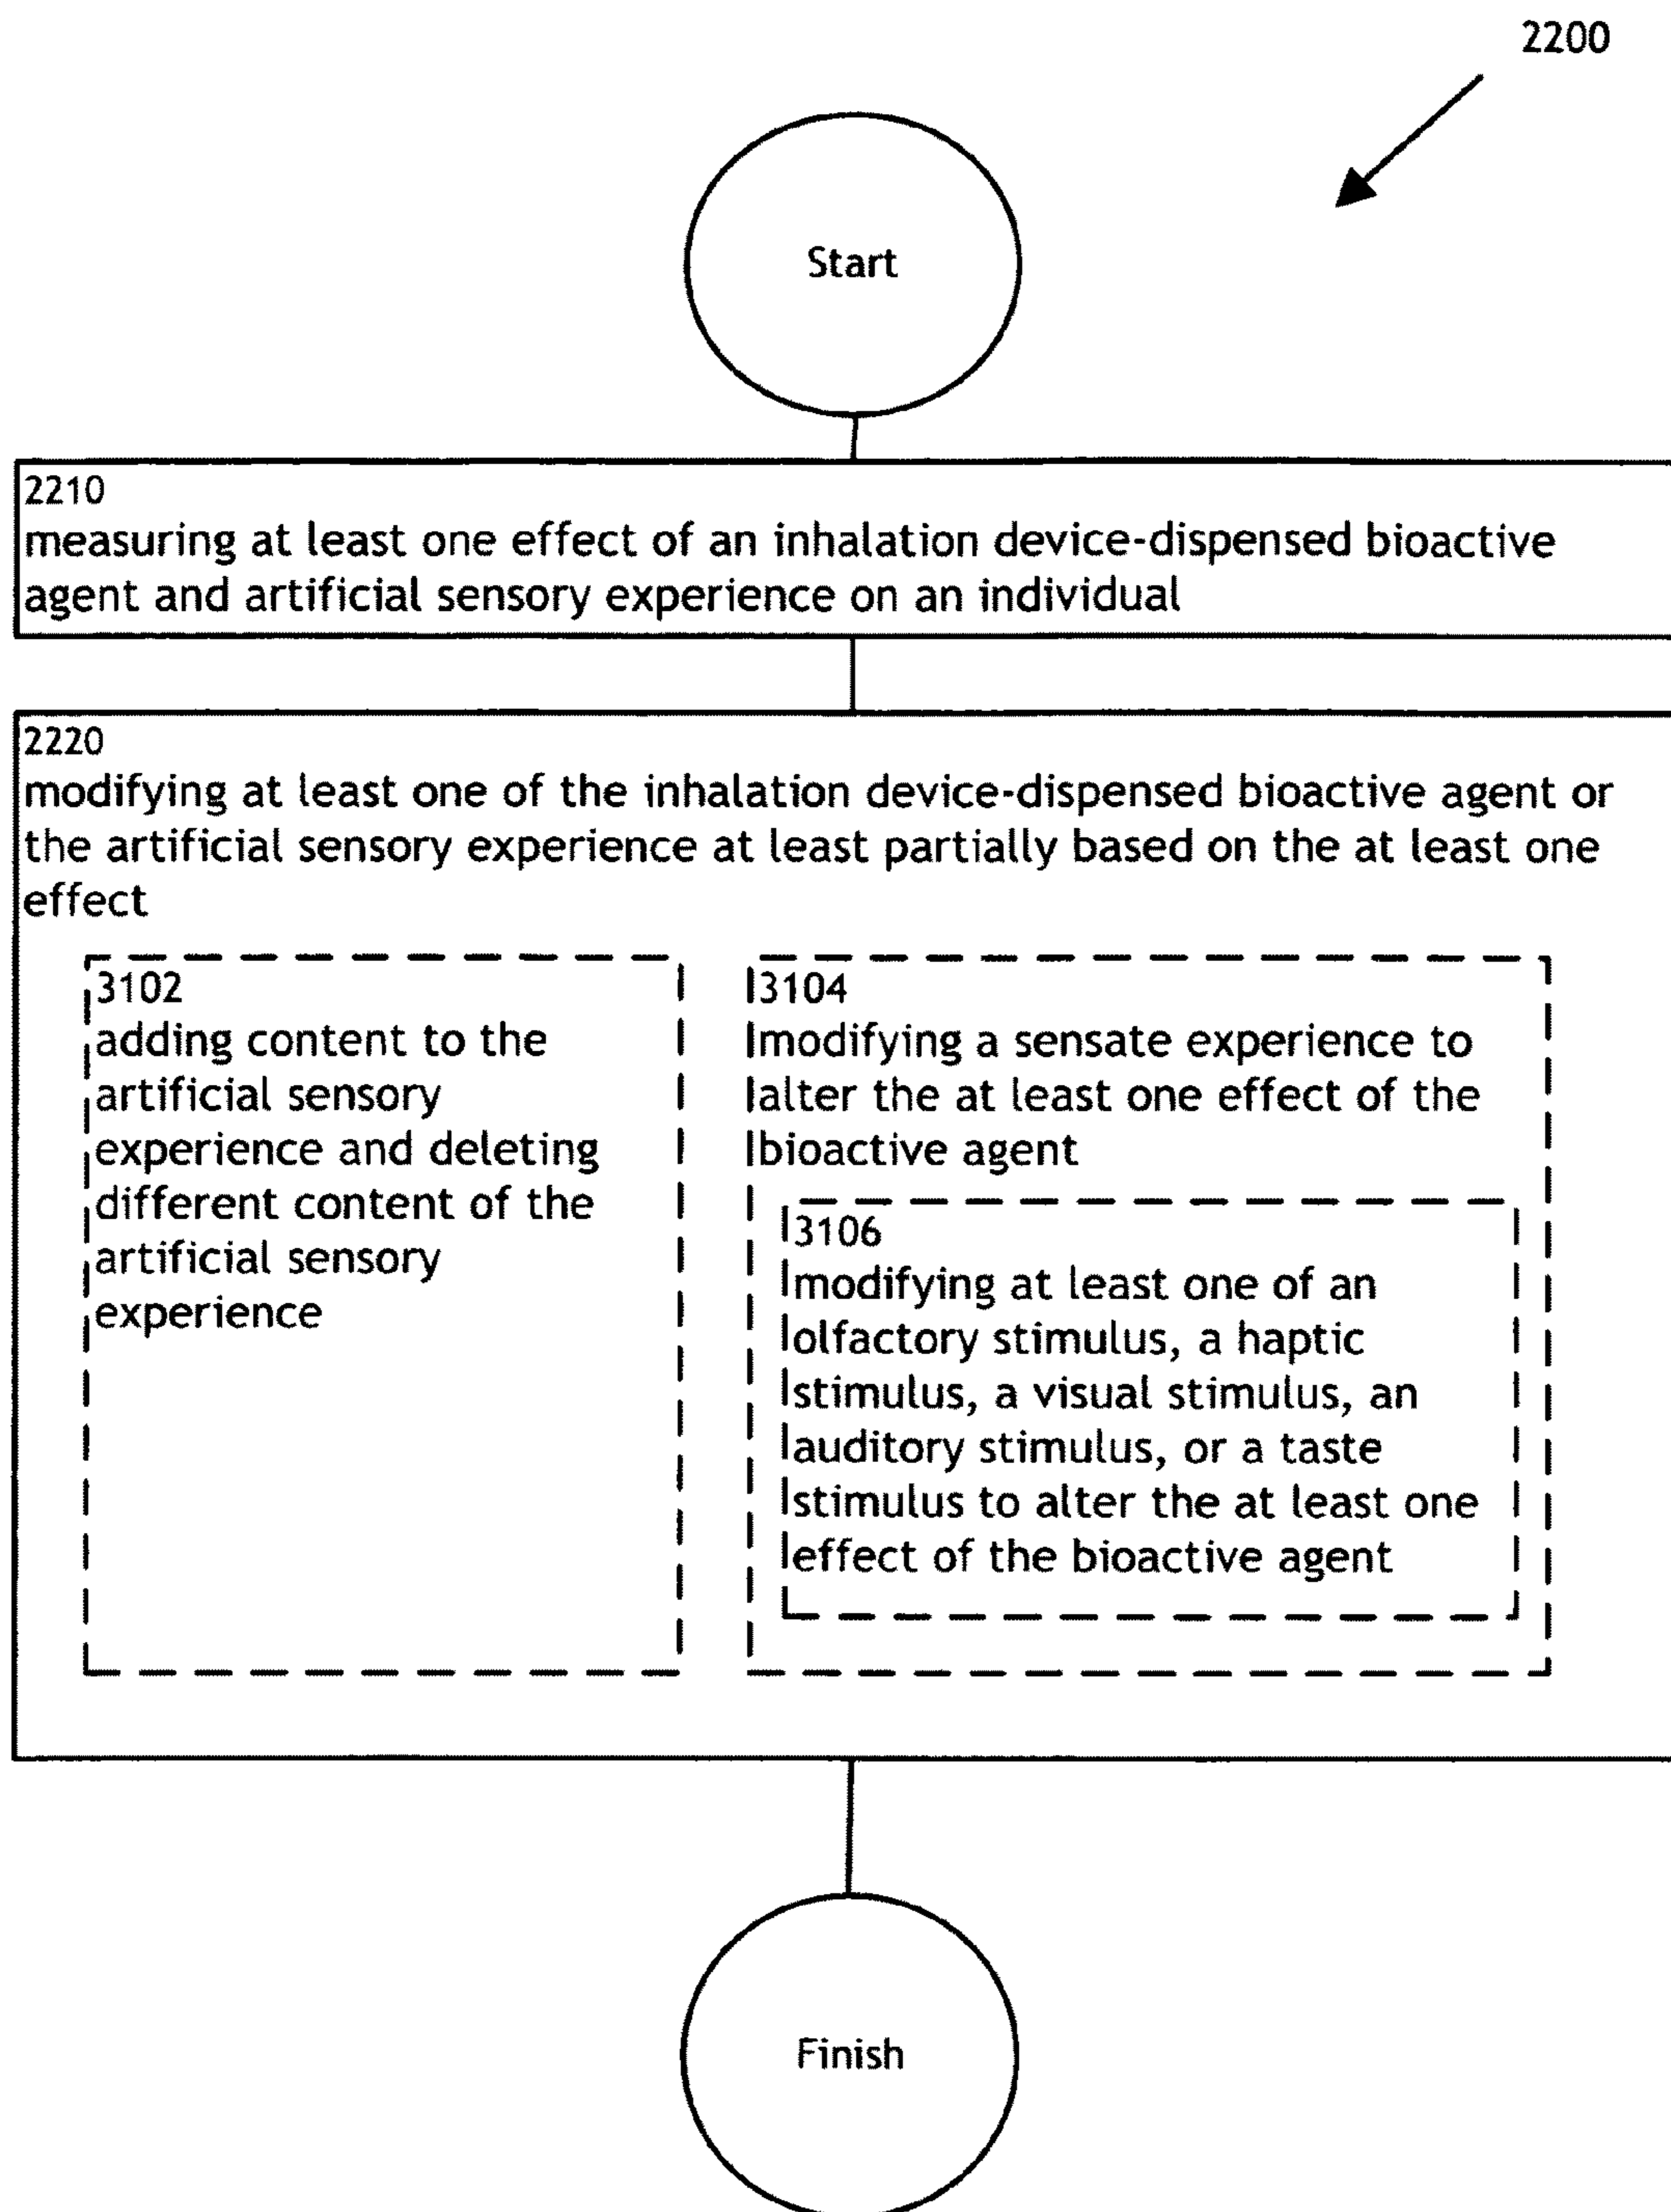 2200
Start
2210
measuring at least one effect of an inhalation device-dispensed bioactive
agent and artificial sensory experience on an individual
2220
modifying at least one of the inhalation device-dispensed bioactive agent or
the artificial sensory experience at least partially based on the at least one
effect
3102
adding content to the
artificial sensory
experience and deleting
different content of the
artificial sensory
experience
3104
modifying a sensate experience to
alter the at least one effect of the
bioactive agent
3106
modifying at least one of an
olfactory stimulus, a haptic
stimulus, a visual stimulus, an
auditory stimulus, or a taste
stimulus to alter the at least one
effect of the bioactive agent
Finish